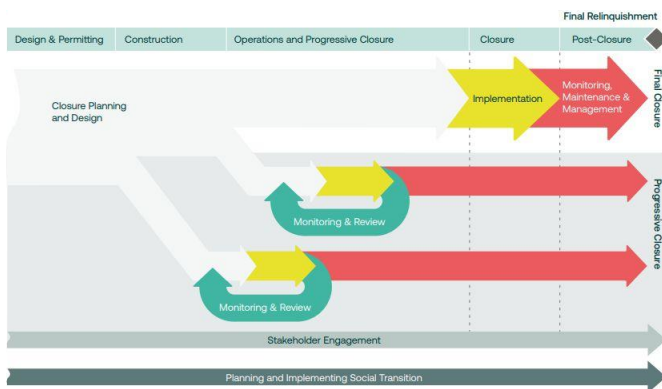 Final Relinquishment
Design & Permitting
Construction
Operations and Progressive Closure
Closure
Post-Closure
Closure Planning
and Design
Implementation
Monitoring,
Maintenance &
Management
Final Closure
Monitoring & Review
Progressive Closure
Monitoring & Review
Stakeholder Engagement
Planning and Implementing Social Transition